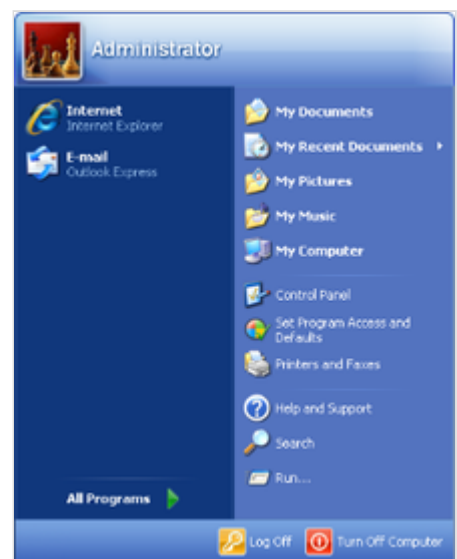 Administrator
Internet
Internet Explorer
E-mail
Outlook Express
All Programs
My Documents
My Recent Documents
My Pictures
My Music
My Computer
Control Panel
Set Program Access and
Defaults
Printers and Faxes
Help and Support
Search
Run...
Log Off
Turn Off Computer